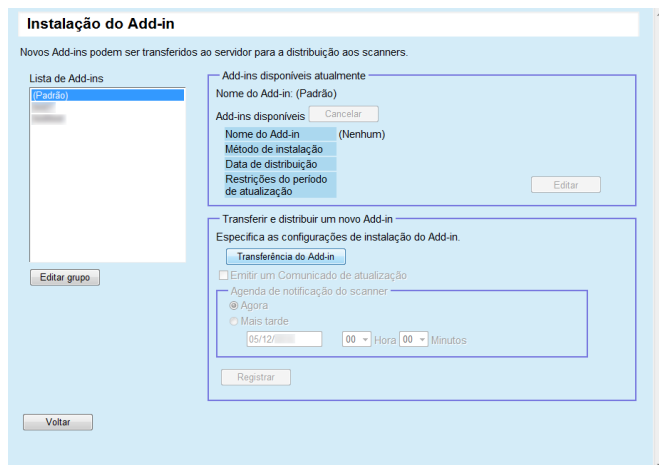 Instalação do Add-in
Novos Add-ins podem ser transferidos ao servidor para a distribuição aos scanners.
Lista de Add-ins
(Padrão)
Editar grupo
Add-ins disponíveis atualmente
Nome do Add-in: (Padrão)
Add-ins disponíveis Cancelar
Nome do Add-in (Nenhum)
Método de instalação
Data de distribuição
Restrições do período
de atualização
Editar
Transferir e distribuir um novo Add-in
Especifica as configurações de instalação do Add-in.
Transferência do Add-in
Emitir um Comunicado de atualização
Agenda de notificação do scanner
Agora
Mais tarde
05/12/ 00 Hora 00 Minutos
Registrar
Voltar